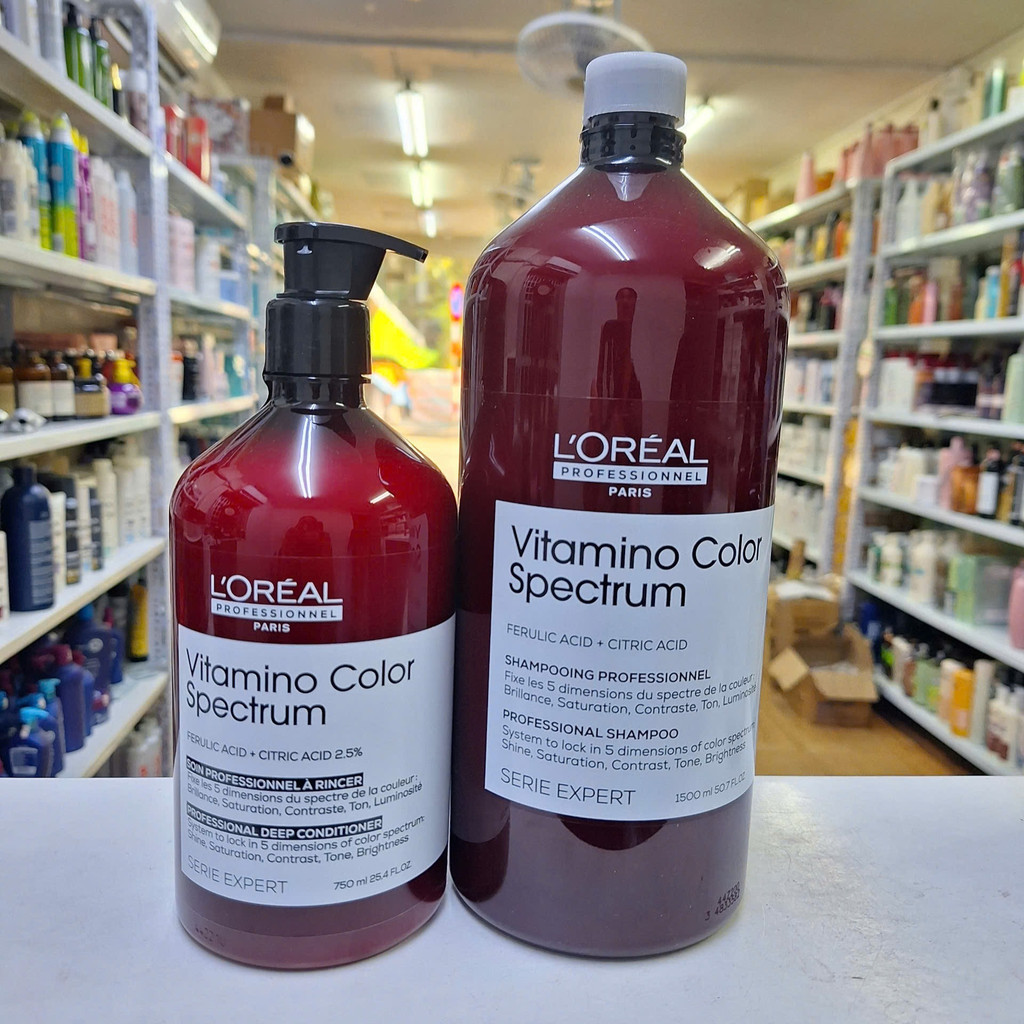 L'ORÉAL
PROFESSIONNEL
PARIS
Vitamino Color
Spectrum
FERULIC ACID + CITRIC ACID 2.5%
SOIN PROFESSIONNEL À RINCER
Fixe les 5 dimensions du spectre de la couleur :
Brillance, Saturation, Contraste, Ton, Luminosité
PROFESSIONAL DEEP CONDITIONER
System to lock in 5 dimensions of color spectrum:
Shine, Saturation, Contrast, Tone, Brightness
SERIE EXPERT
750 ml 25.4 FL.OZ.
L'ORÉAL
PROFESSIONNEL
PARIS
Vitamino Color
Spectrum
FERULIC ACID + CITRIC ACID
SHAMPOOING PROFESSIONNEL
Fixe les 5 dimensions du spectre de la couleur :
Brillance, Saturation, Contraste, Ton, Luminosité
PROFESSIONAL SHAMPOO
System to lock in 5 dimensions of color spectrum:
Shine, Saturation, Contrast, Tone, Brightness
SERIE EXPERT
1500 ml 50.7 FL.OZ.